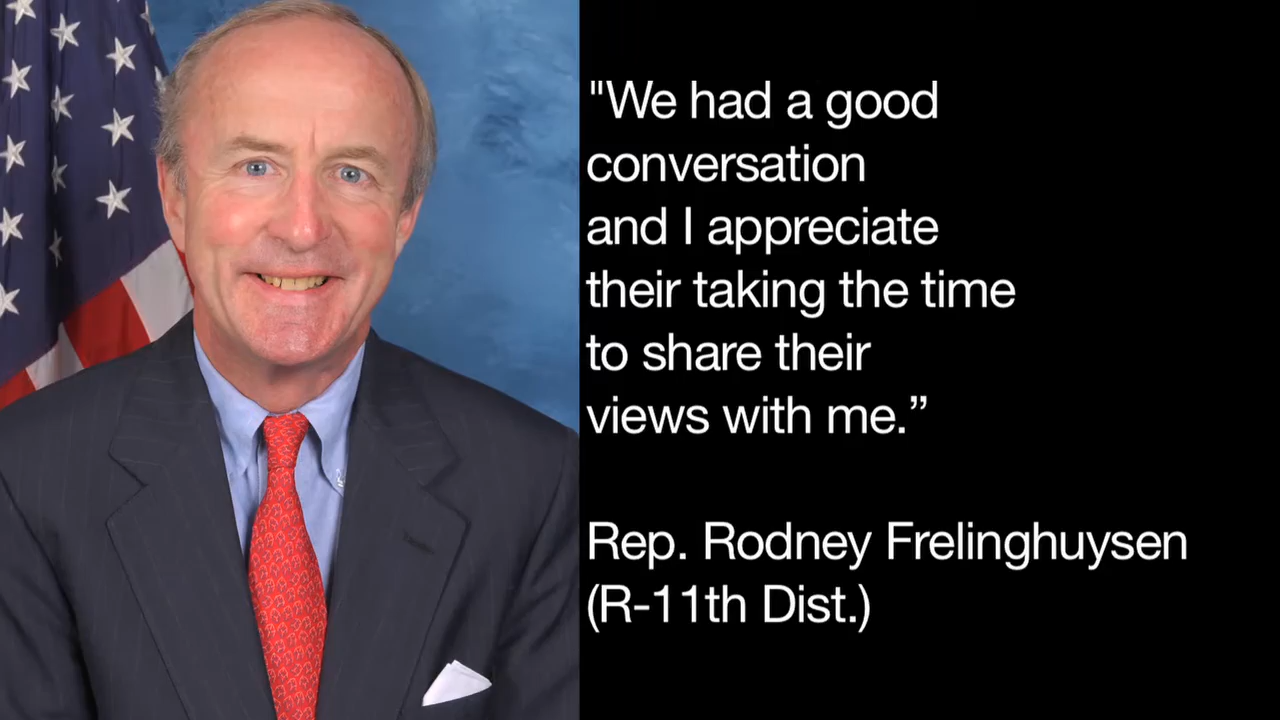 "We had a good
conversation
and I appreciate
their taking the time
to share their
views with me.”
Rep. Rodney Frelinghuysen
(R-11th Dist.)